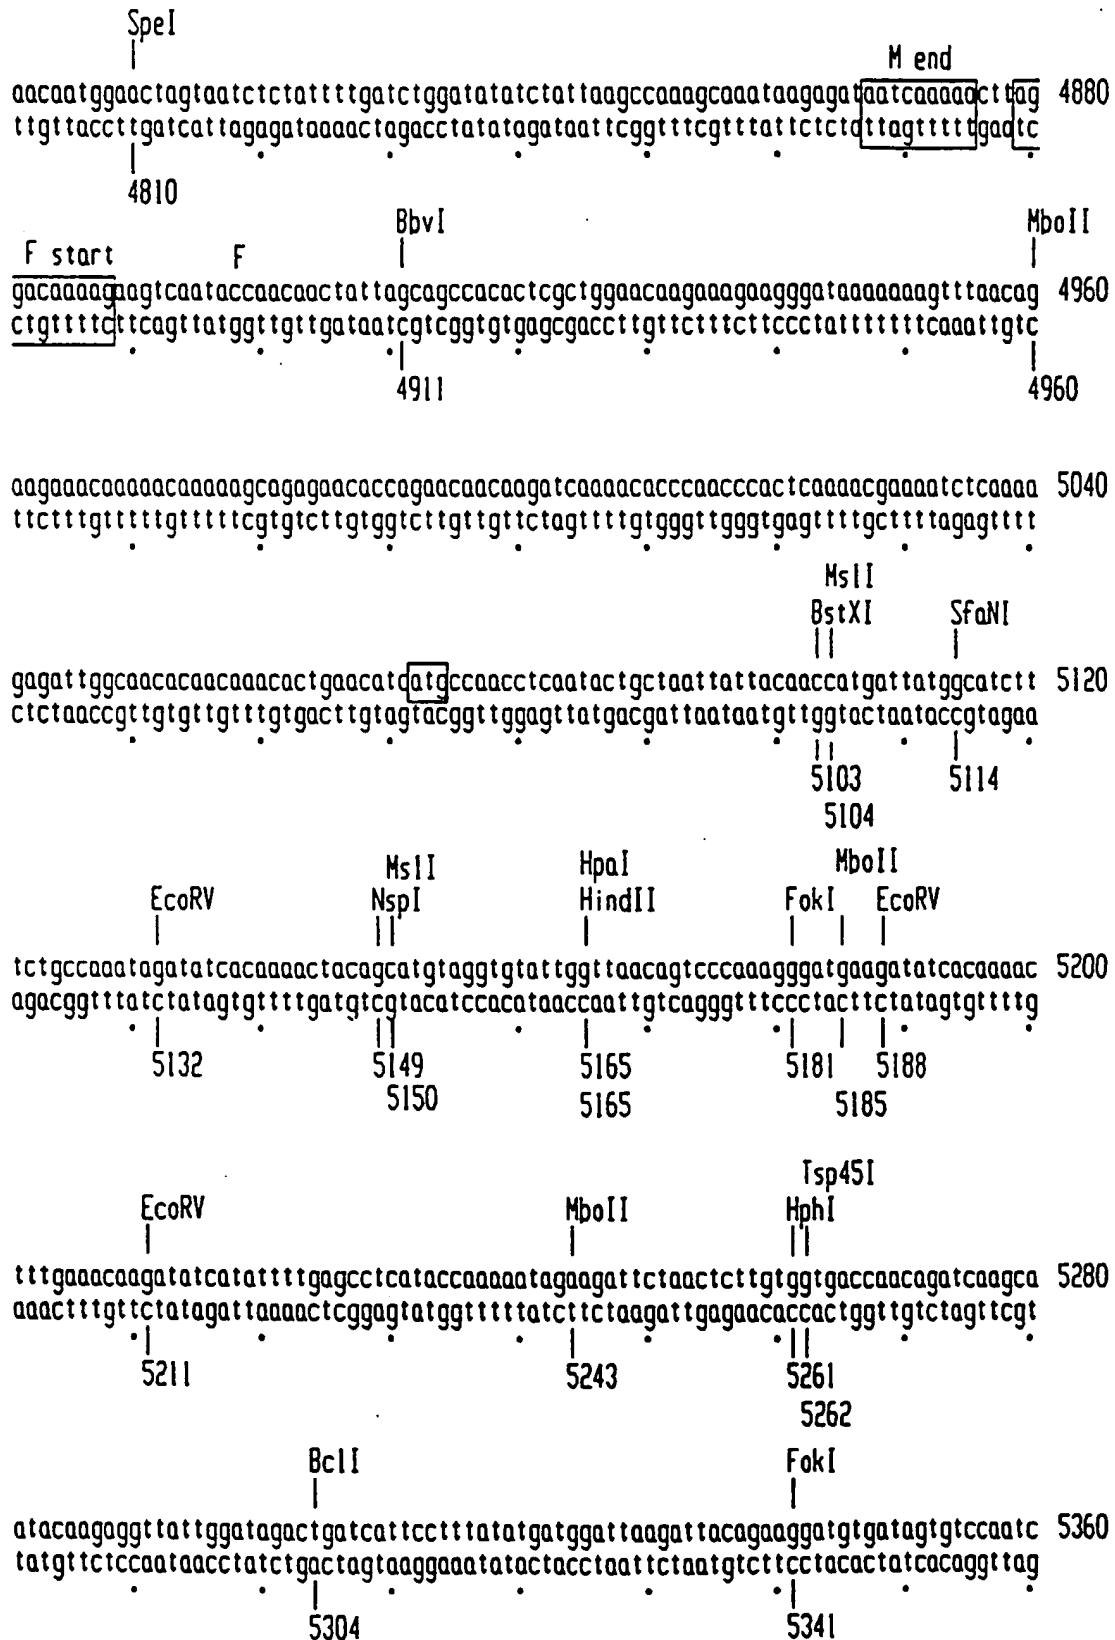 SpeI
M end
aacaatggaactagtaatctctattttgatctggatatatctattaagccaaagcaaataagagataatcaaaaacttag 4880
ttgttaccttgatcattagagataaaactagacctatatagataattcggtttcgtttattctctattagtttttgaatc
4810
BbvI MboII
F start F
gacaaaagaagtcaataccaacaactattagcagccacactcgctggaacaagaaagaagggataaaaaaagtttaacag 4960
ctgttttcttcagttatggttgttgataatcgtcggtgtgagcgaccttgttctttcttccctatttttttcaaattgtc
4911 4960
aagaaacaaaaacaaaaagcagagaacaccagaacaacaagatcaaaacacccaacccactcaaaacgaaaatctcaaaa 5040
ttctttgtttttgtttttcgtgtcttgtggtcttgttgttctagttttgtgggttgggtgagttttgcttttagagtttt
MslI
BstXI SfaNI
gagattggcaacacaacaaacactgaacatcatgccaacctcaatactgctaattattacaaccatgattatggcatctt 5120
ctctaaccgttgtgttgtttgtgacttgtagtacggttggagttatgacgattaataatgttggtactaataccgtagaa
5103 5114
5104
MslI HpaI MboII
EcoRV NspI HindII FokI EcoRV
tctgccaaatagatatcacaaaactacagcatgtaggtgtattggttaacagtcccaaagggatgaagatatcacaaaac 5200
agacggtttatctatagtgttttgatgtcgtacatccacataaccaattgtcagggtttccctacttctatagtgttttg
5132 5149 5165 5181 5188
5150 5165 5185
Tsp45I
EcoRV MboII HphI
tttgaaacaagatatcatattttgagcctcataccaaaaatagaagattctaactcttgtggtgaccaacagatcaagca 5280
aaactttgttctatagattaaaactcggagtatggtttttatcttctaagattgagaacaccactggttgtctagttcgt
5211 5243 5261
5262
BclI FokI
atacaagaggttattggatagactgatcattcctttatatgatggattaagattacagaaggatgtgatagtgtccaatc 5360
tatgttctccaataacctatctgactagtaaggaaatatactacctaattctaatgtcttcctacactatcacaggttag
5304 5341